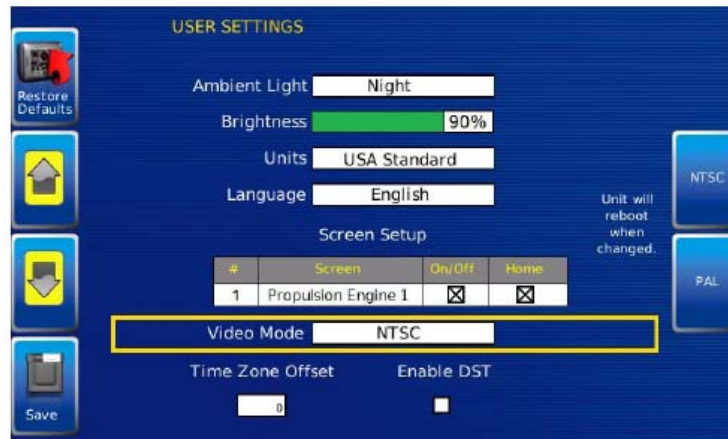 USER SETTINGS
Restore
Defaults
Ambient Light Night
Brightness 90%
Units USA Standard
Language English
Screen Setup
# Screen On/Off Home
1 Propulsion Engine 1
Video Mode NTSC
Time Zone Offset Enable DST
0
Save
Unit will
reboot
when
changed.
NTSC
PAL